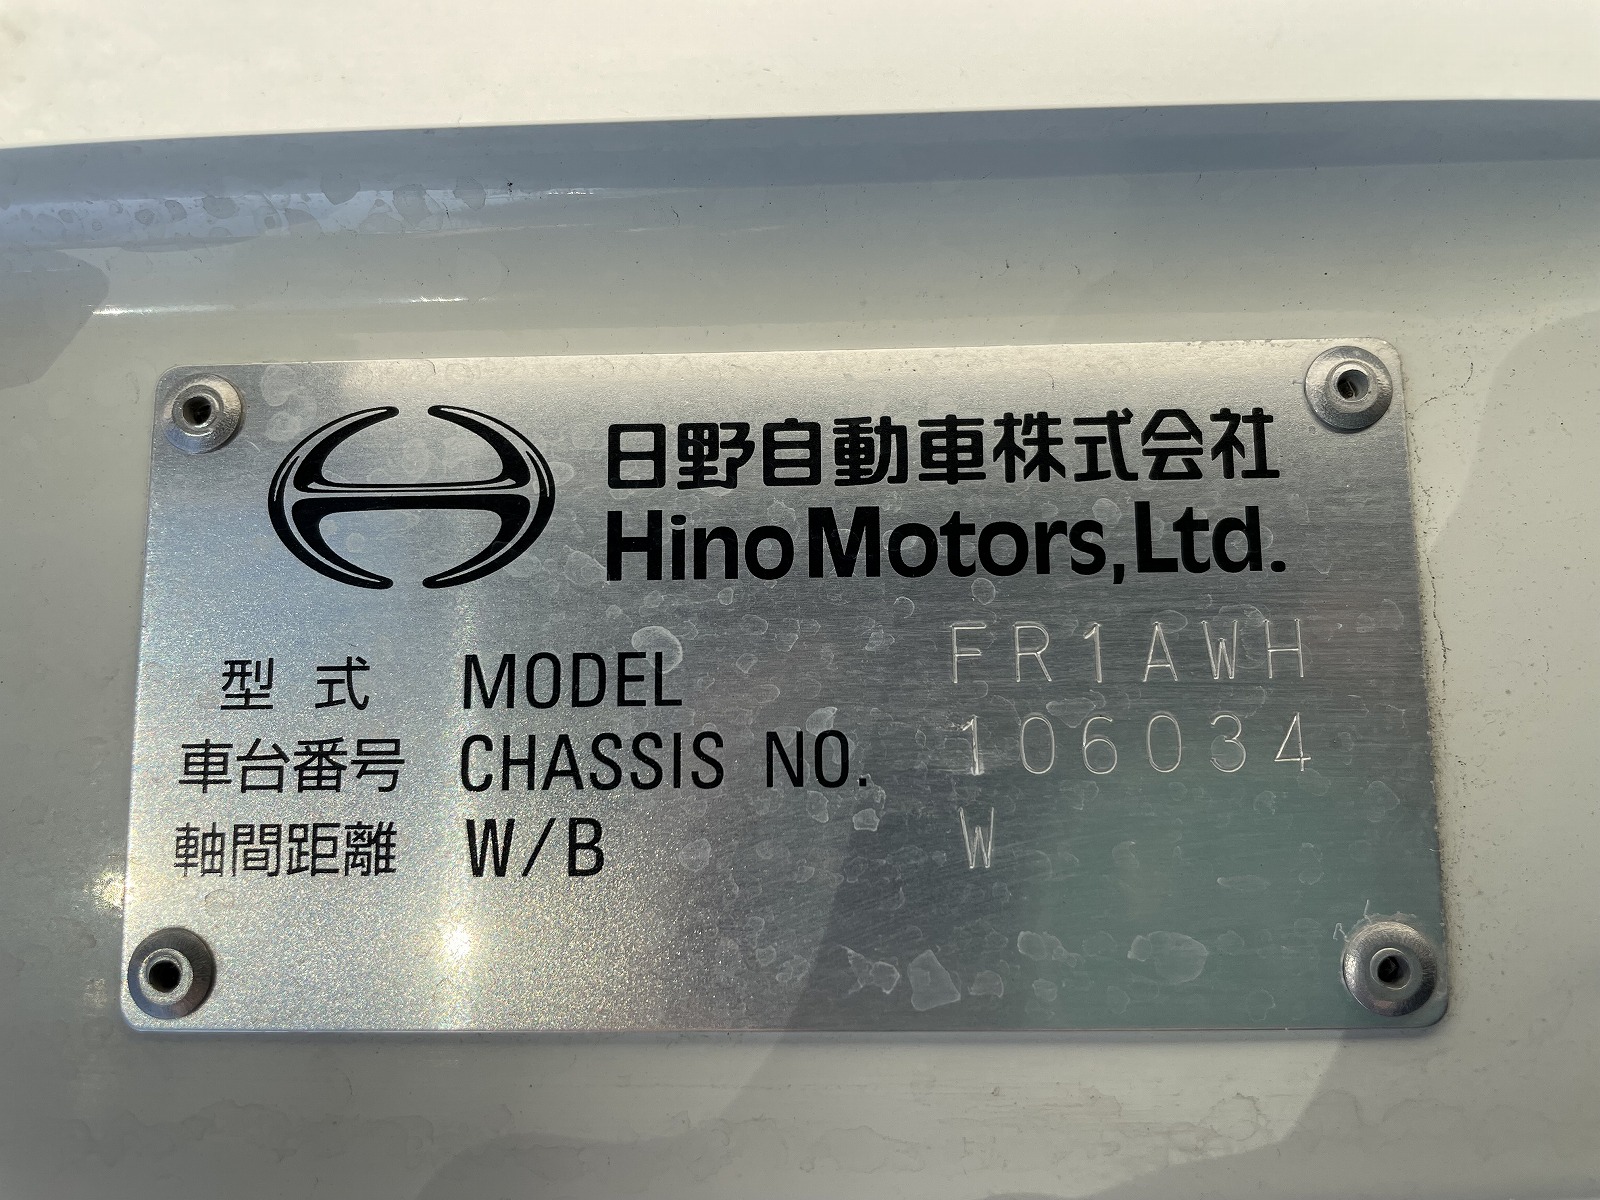 日野自動車株式会社
Hino Motors, Ltd.
型式 MODEL FR1AWH
車台番号 CHASSIS NO. 106034
軸間距離 W/B W